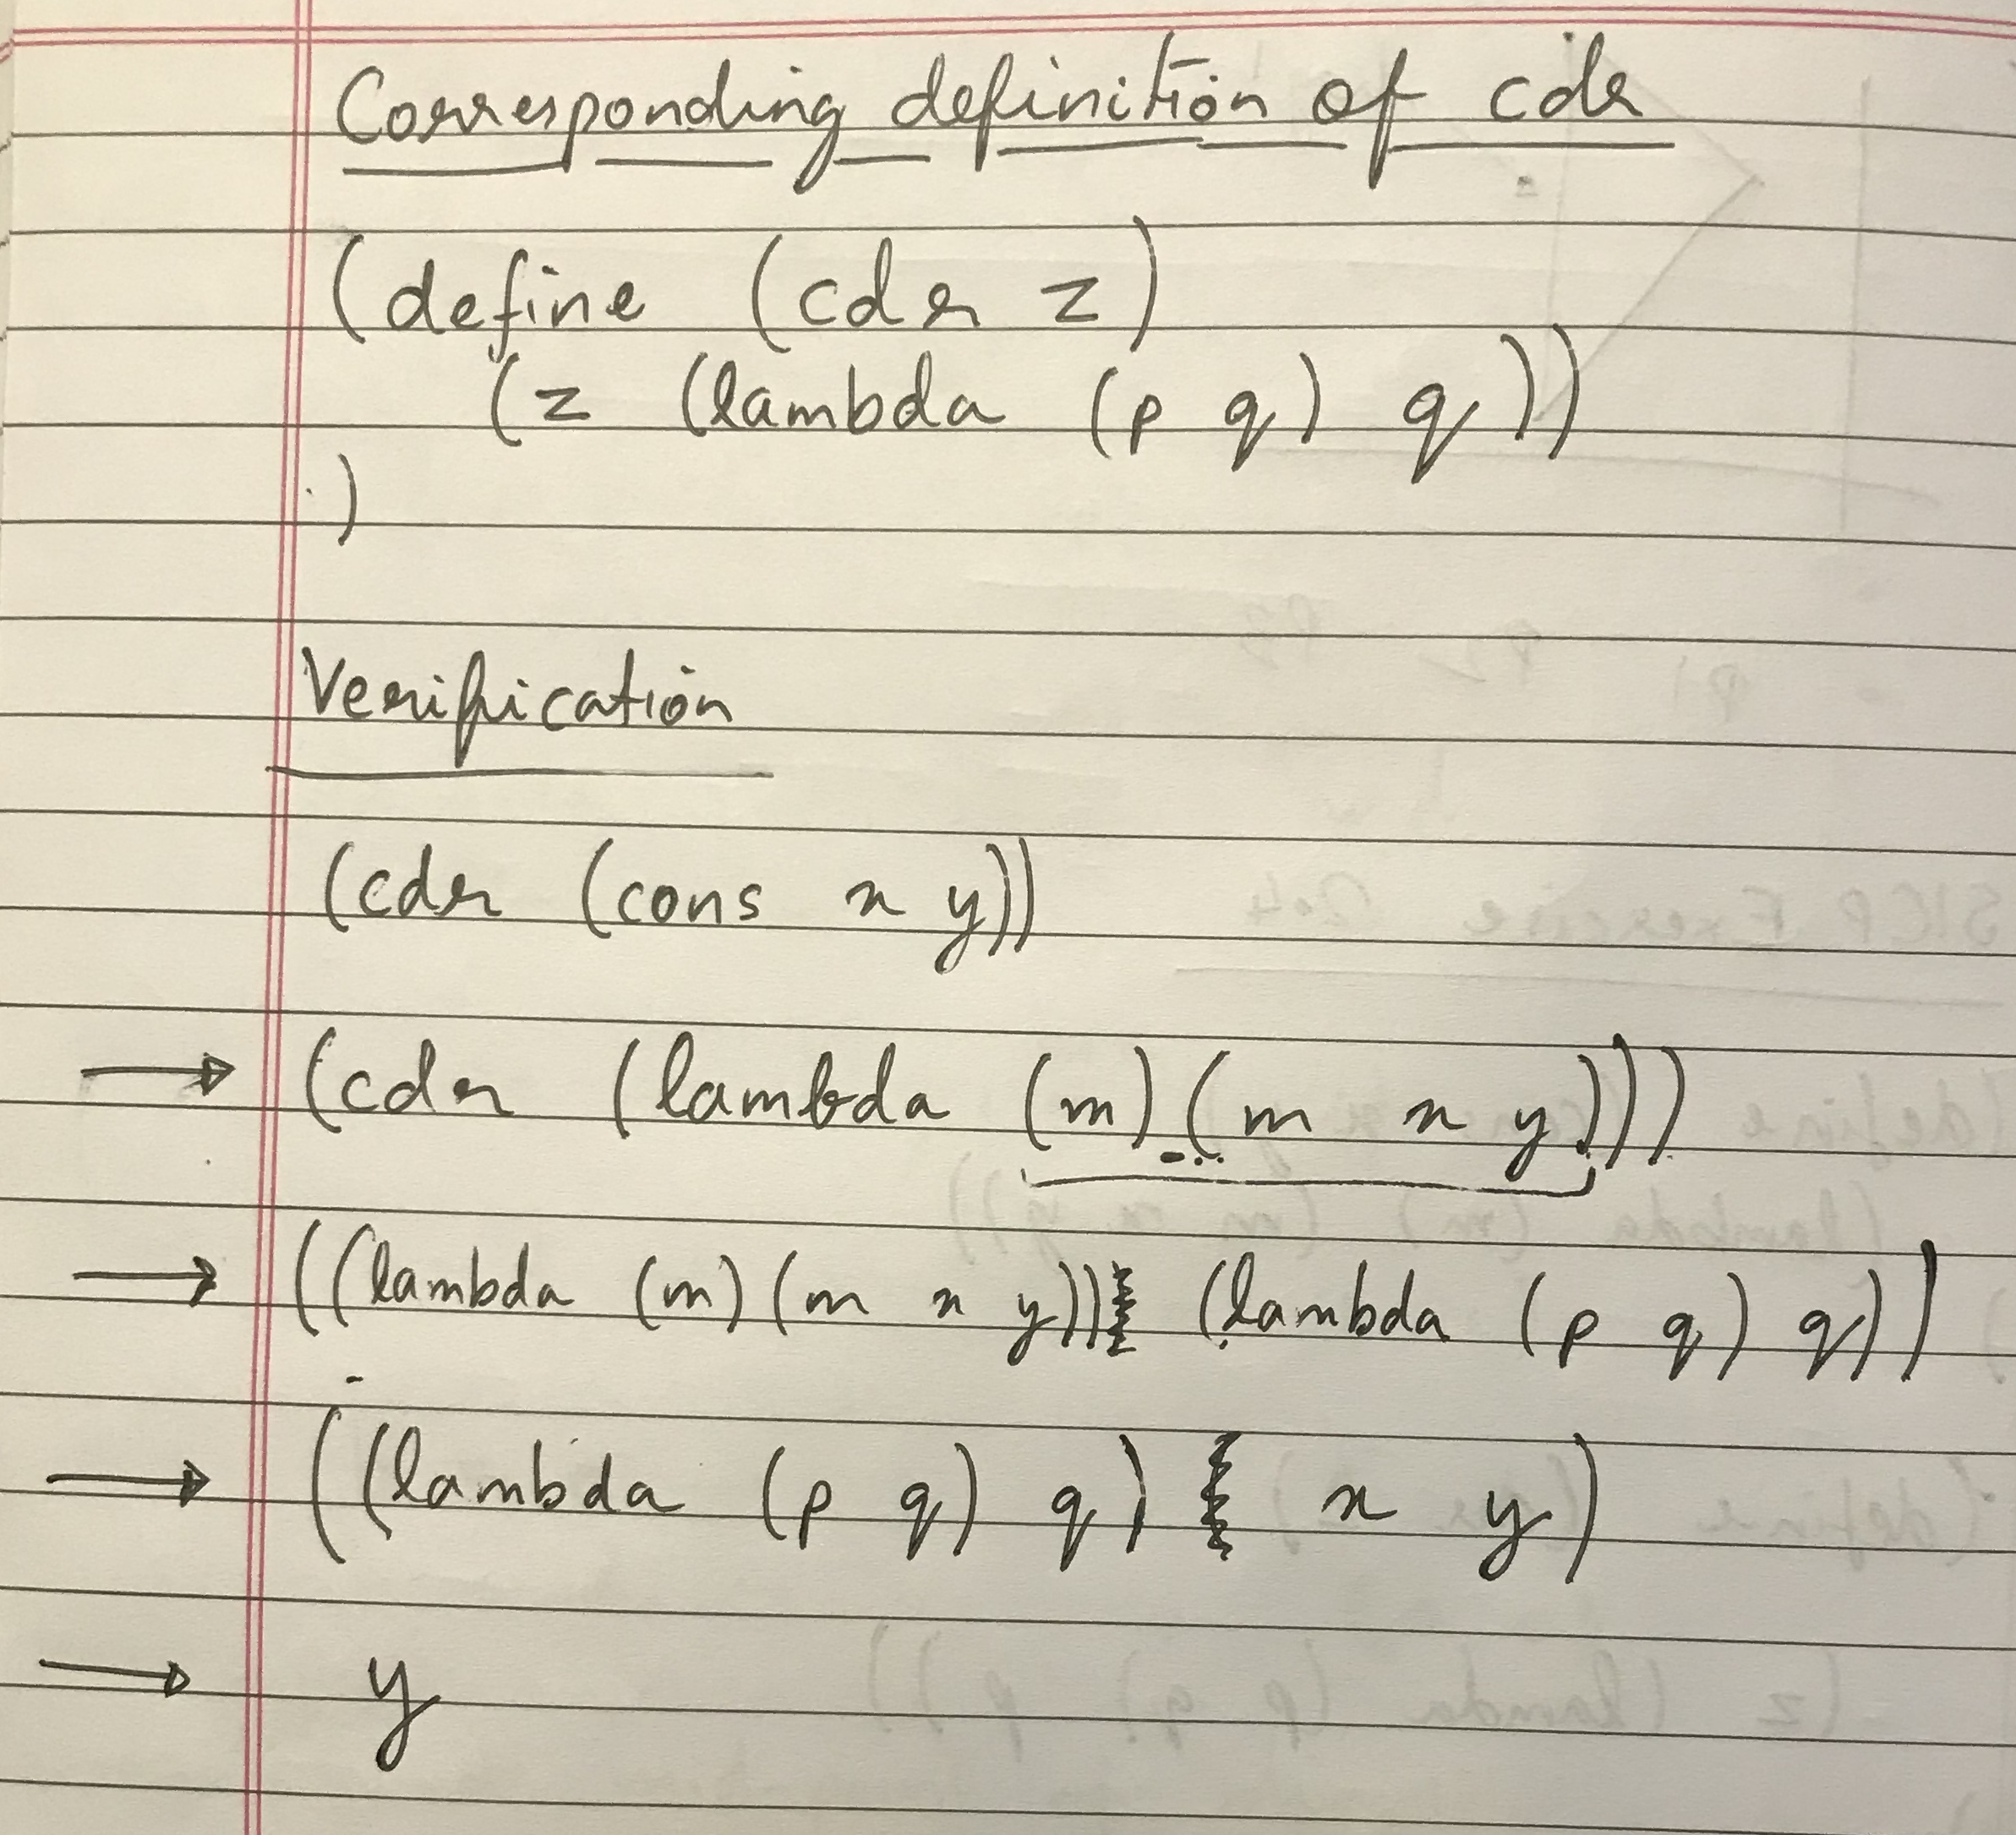 Corresponding definition of cdr
(define (cdr z)
(z (lambda (p q) q))
)
Verification
(cdr (cons x y))
→ (cdr (lambda (m) (m x y)))
→ ((lambda (m) (m x y)) (lambda (p q) q))
→ ((lambda (p q) q) x y)
→ y